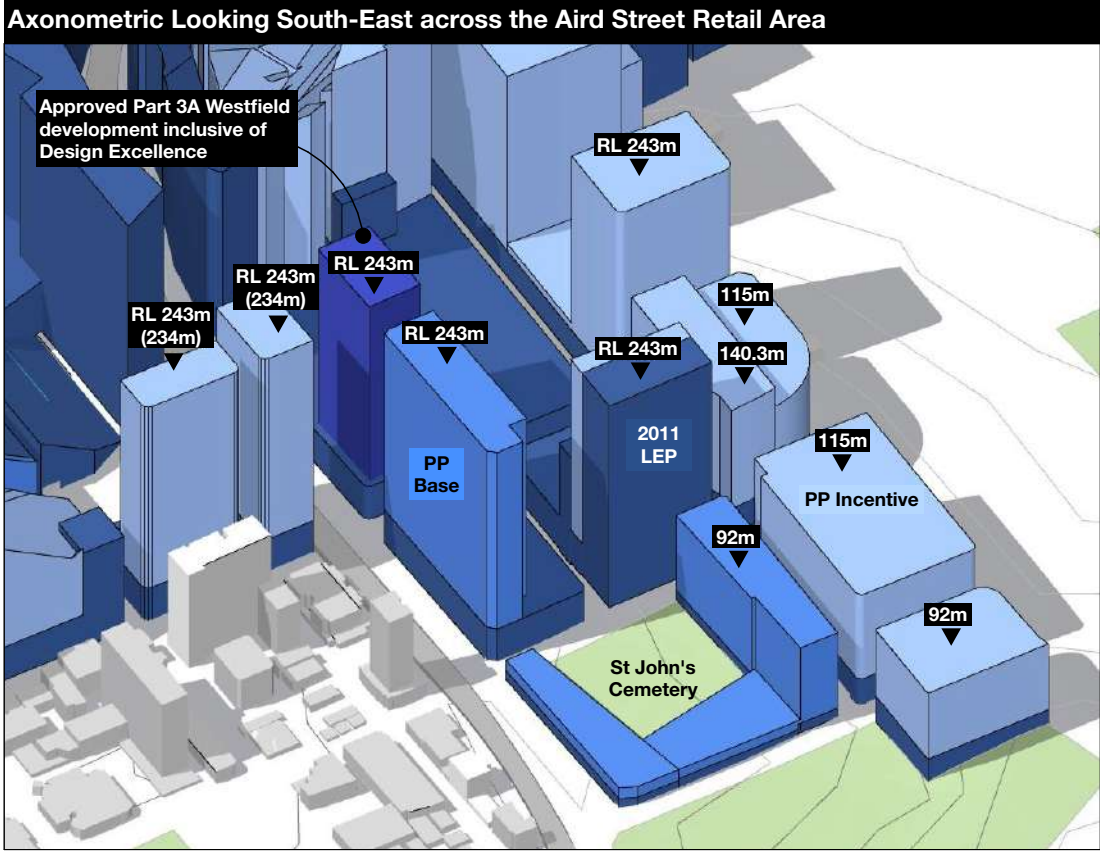 Axonometric Looking South-East across the Aird Street Retail Area
Approved Part 3A Westfield
development inclusive of
Design Excellence
RL 243m
RL 243m
(234m)
RL 243m
RL 243m
(234m)
115m
RL 243m
RL 243m
140.3m
2011
LEP
115m
PP
Base
PP Incentive
92m
92m
St John's
Cemetery